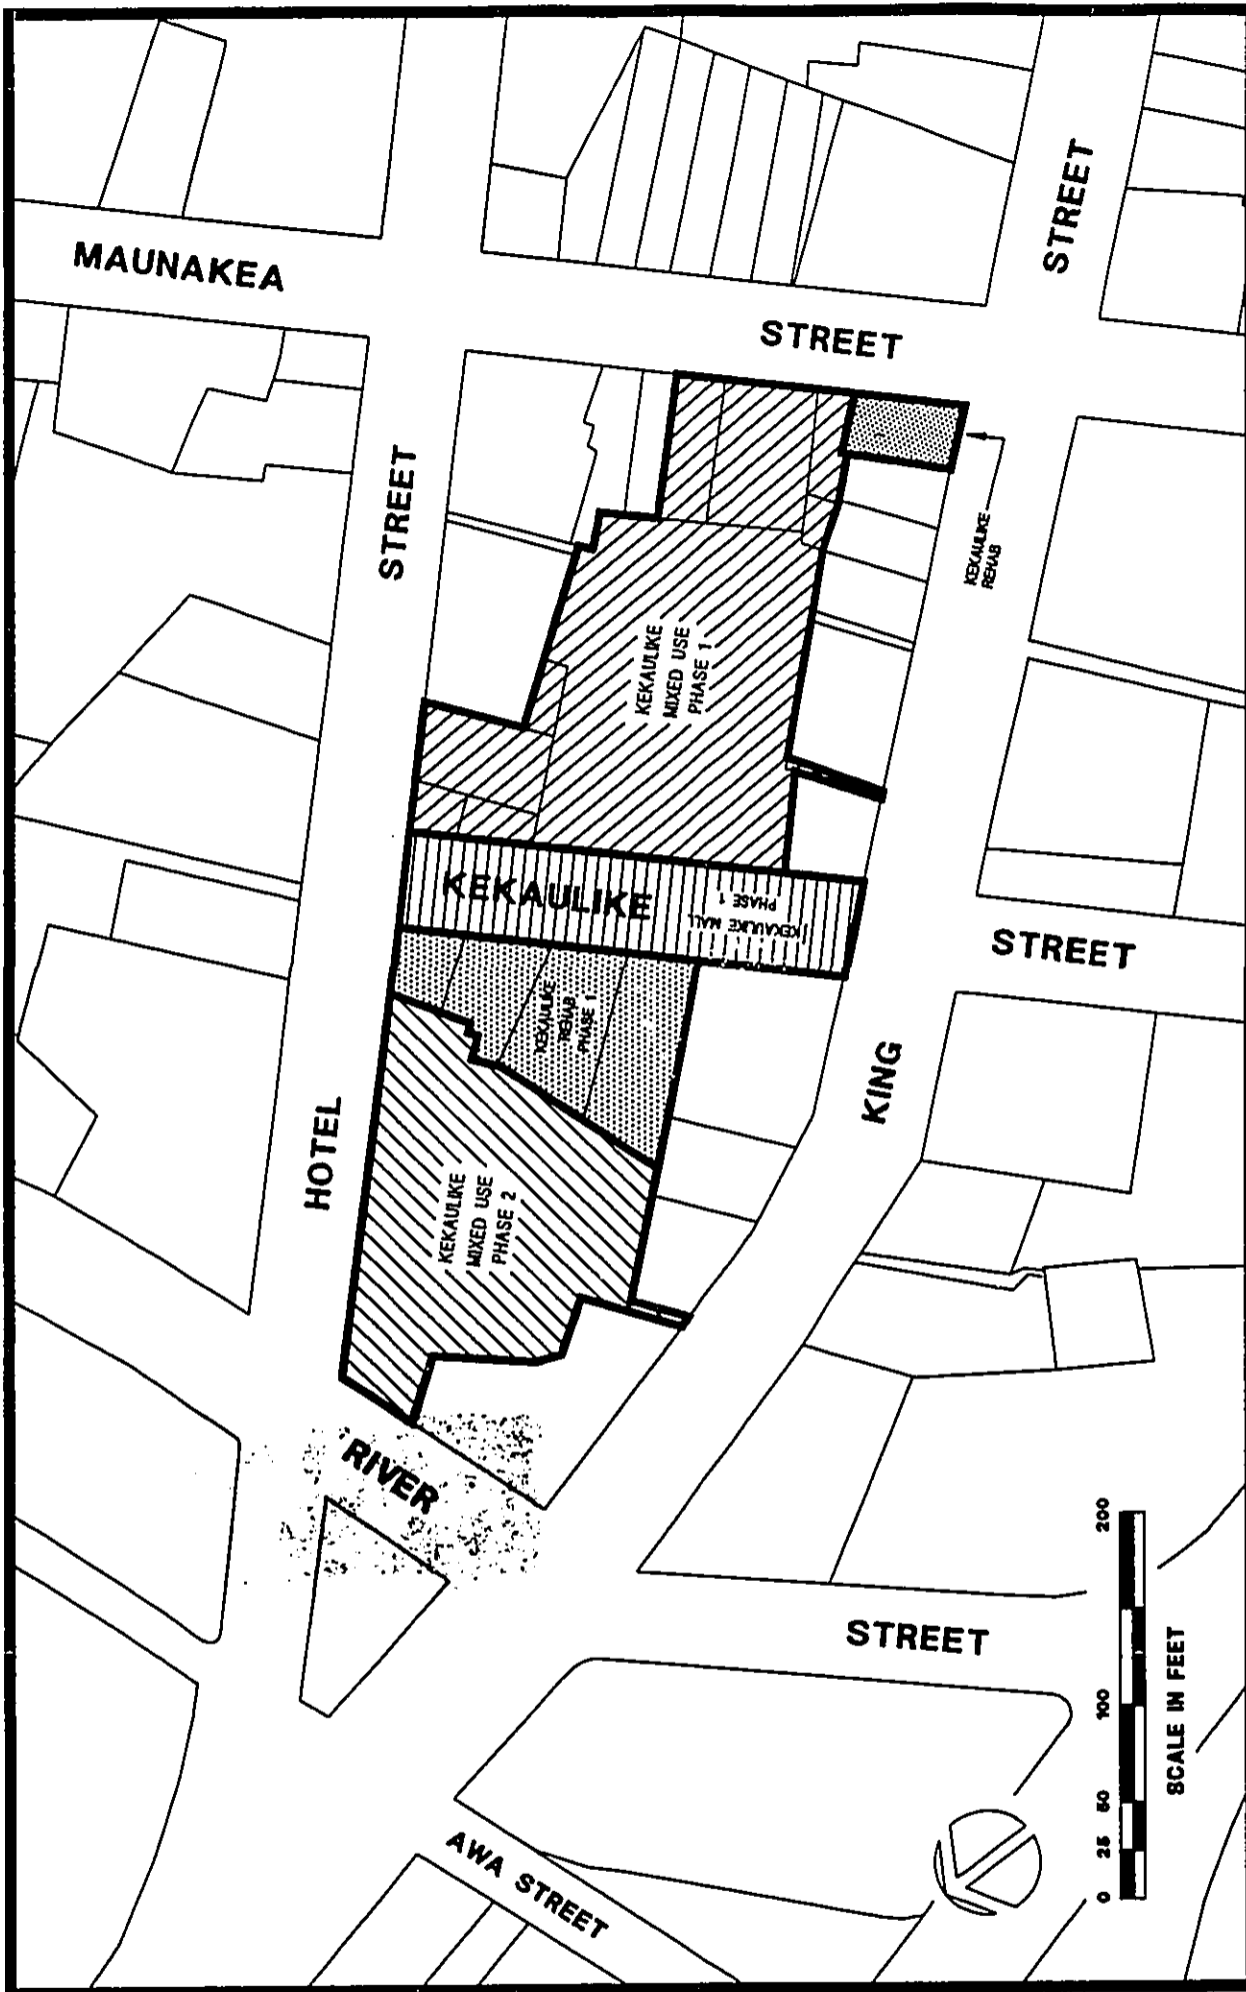 MAUNAKEA
STREET
STREET
STREET
KEKAULIKE
REHAB
KEKAULIKE
MIXED USE
PHASE 1
KEKAULIKE
KEKAULIKE MALL
PHASE 1
STREET
KEKAULIKE
REHAB
PHASE 1
KING
HOTEL
KEKAULIKE
MIXED USE
PHASE 2
RIVER
STREET
AWA STREET
0 25 50 100 200
SCALE IN FEET